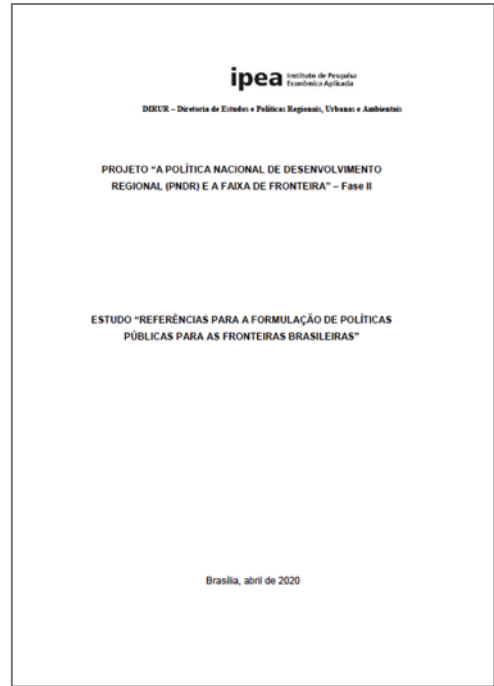 ipea Instituto de Pesquisa
Econômica Aplicada
DIRUR – Diretoria de Estudos e Políticas Regionais, Urbanas e Ambientais
PROJETO “A POLÍTICA NACIONAL DE DESENVOLVIMENTO
REGIONAL (PNDR) E A FAIXA DE FRONTEIRA” – Fase II
ESTUDO “REFERÊNCIAS PARA A FORMULAÇÃO DE POLÍTICAS
PÚBLICAS PARA AS FRONTEIRAS BRASILEIRAS”
Brasília, abril de 2020